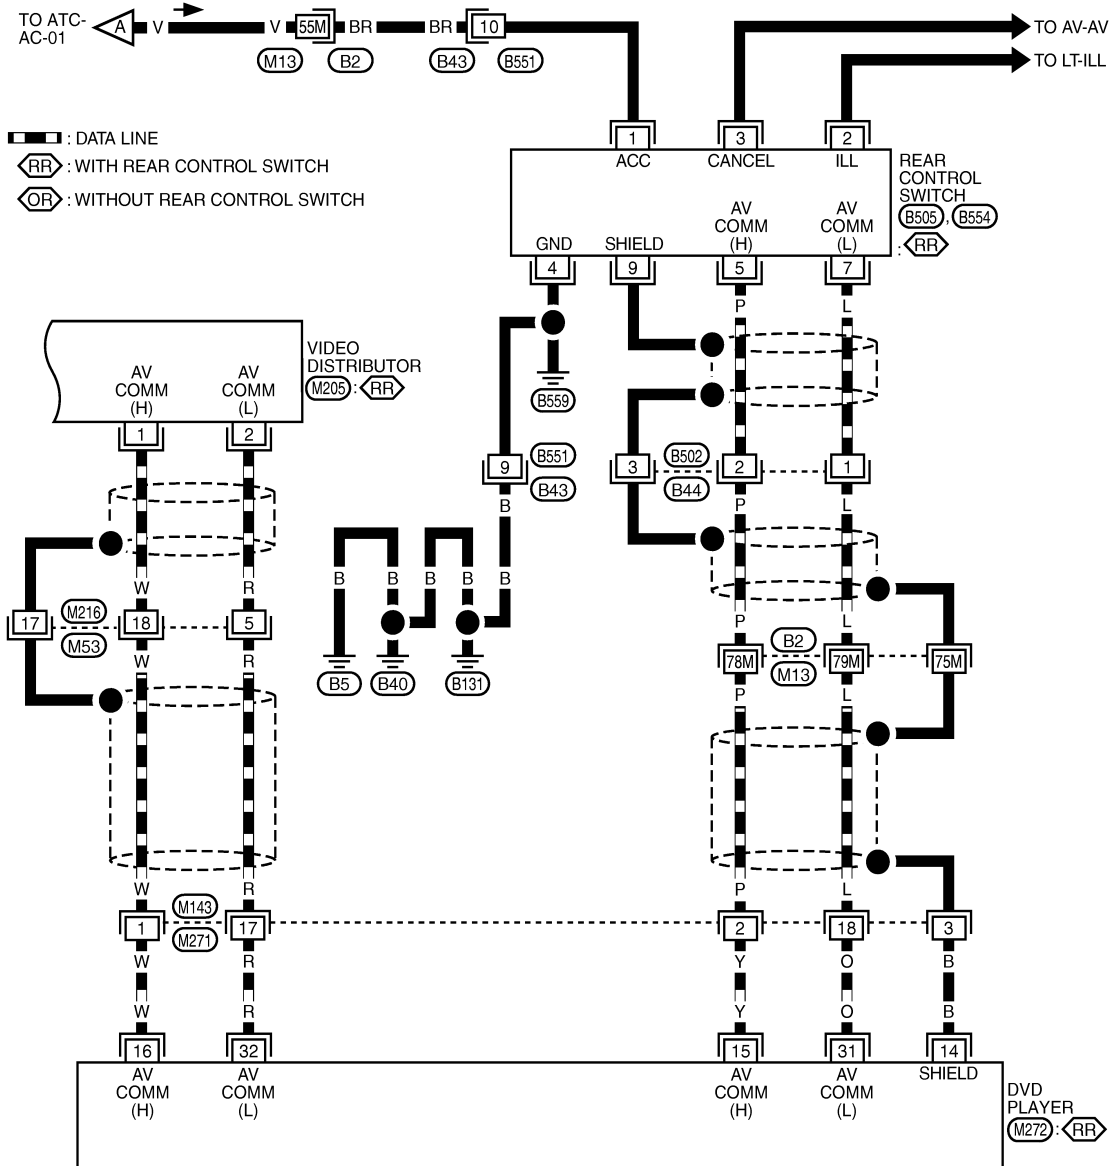 TO ATC-
AC-01
A
V
V
55M
BR
BR
10
M13
B2
B43
B551
TO AV-AV
TO LT-ILL
: DATA LINE
RR : WITH REAR CONTROL SWITCH
OR : WITHOUT REAR CONTROL SWITCH
1
3
2
ACC
CANCEL
ILL
REAR
CONTROL
SWITCH
B505 , B554
: RR
GND
SHIELD
AV
COMM
(H)
AV
COMM
(L)
4
9
5
7
P
L
B559
VIDEO
DISTRIBUTOR
M205 : RR
AV
COMM
(H)
AV
COMM
(L)
1
2
9
B551
B43
B
3
B502
B44
2
1
P
L
W
R
B
B
B
B
B
17
M216
M53
18
5
W
R
P
L
B5
B40
B131
78M
B2
M13
79M
75M
P
L
W
R
P
L
1
M143
M271
17
2
18
3
W
R
Y
O
B
W
R
Y
O
B
16
32
15
31
14
AV
COMM
(H)
AV
COMM
(L)
AV
COMM
(H)
AV
COMM
(L)
SHIELD
DVD
PLAYER
M272 : RR